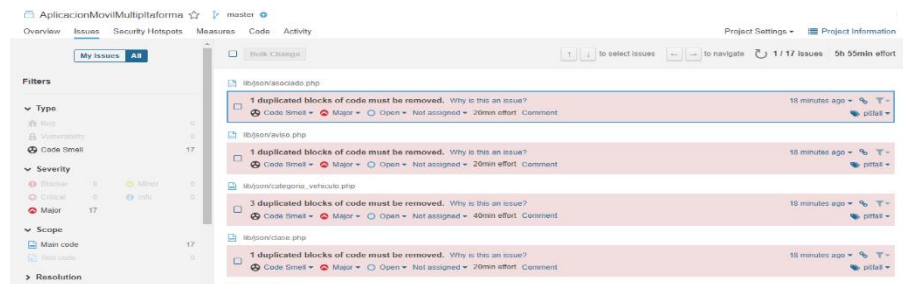 AplicacionMovilMultipltaforma master
Overview Issues Security Hotspots Measures Code Activity Project Settings Project Information
My Issues All
Bulk Change to select issues to navigate 1 / 17 issues 5h 55min effort
Filters
Type
Bug 0
Vulnerability 0
Code Smell 17
Severity
Blocker 0 Minor 0
Critical 0 Info 0
Major 17
Scope
Main code 17
Test code 0
Resolution
lib/json/asociado.php
1 duplicated blocks of code must be removed. Why is this an issue? 18 minutes ago
Code Smell Major Open Not assigned 20min effort Comment pitfall
lib/json/aviso.php
1 duplicated blocks of code must be removed. Why is this an issue? 18 minutes ago
Code Smell Major Open Not assigned 20min effort Comment pitfall
lib/json/categoria_vehiculo.php
3 duplicated blocks of code must be removed. Why is this an issue? 18 minutes ago
Code Smell Major Open Not assigned 40min effort Comment pitfall
lib/json/clase.php
1 duplicated blocks of code must be removed. Why is this an issue? 18 minutes ago
Code Smell Major Open Not assigned 20min effort Comment pitfall